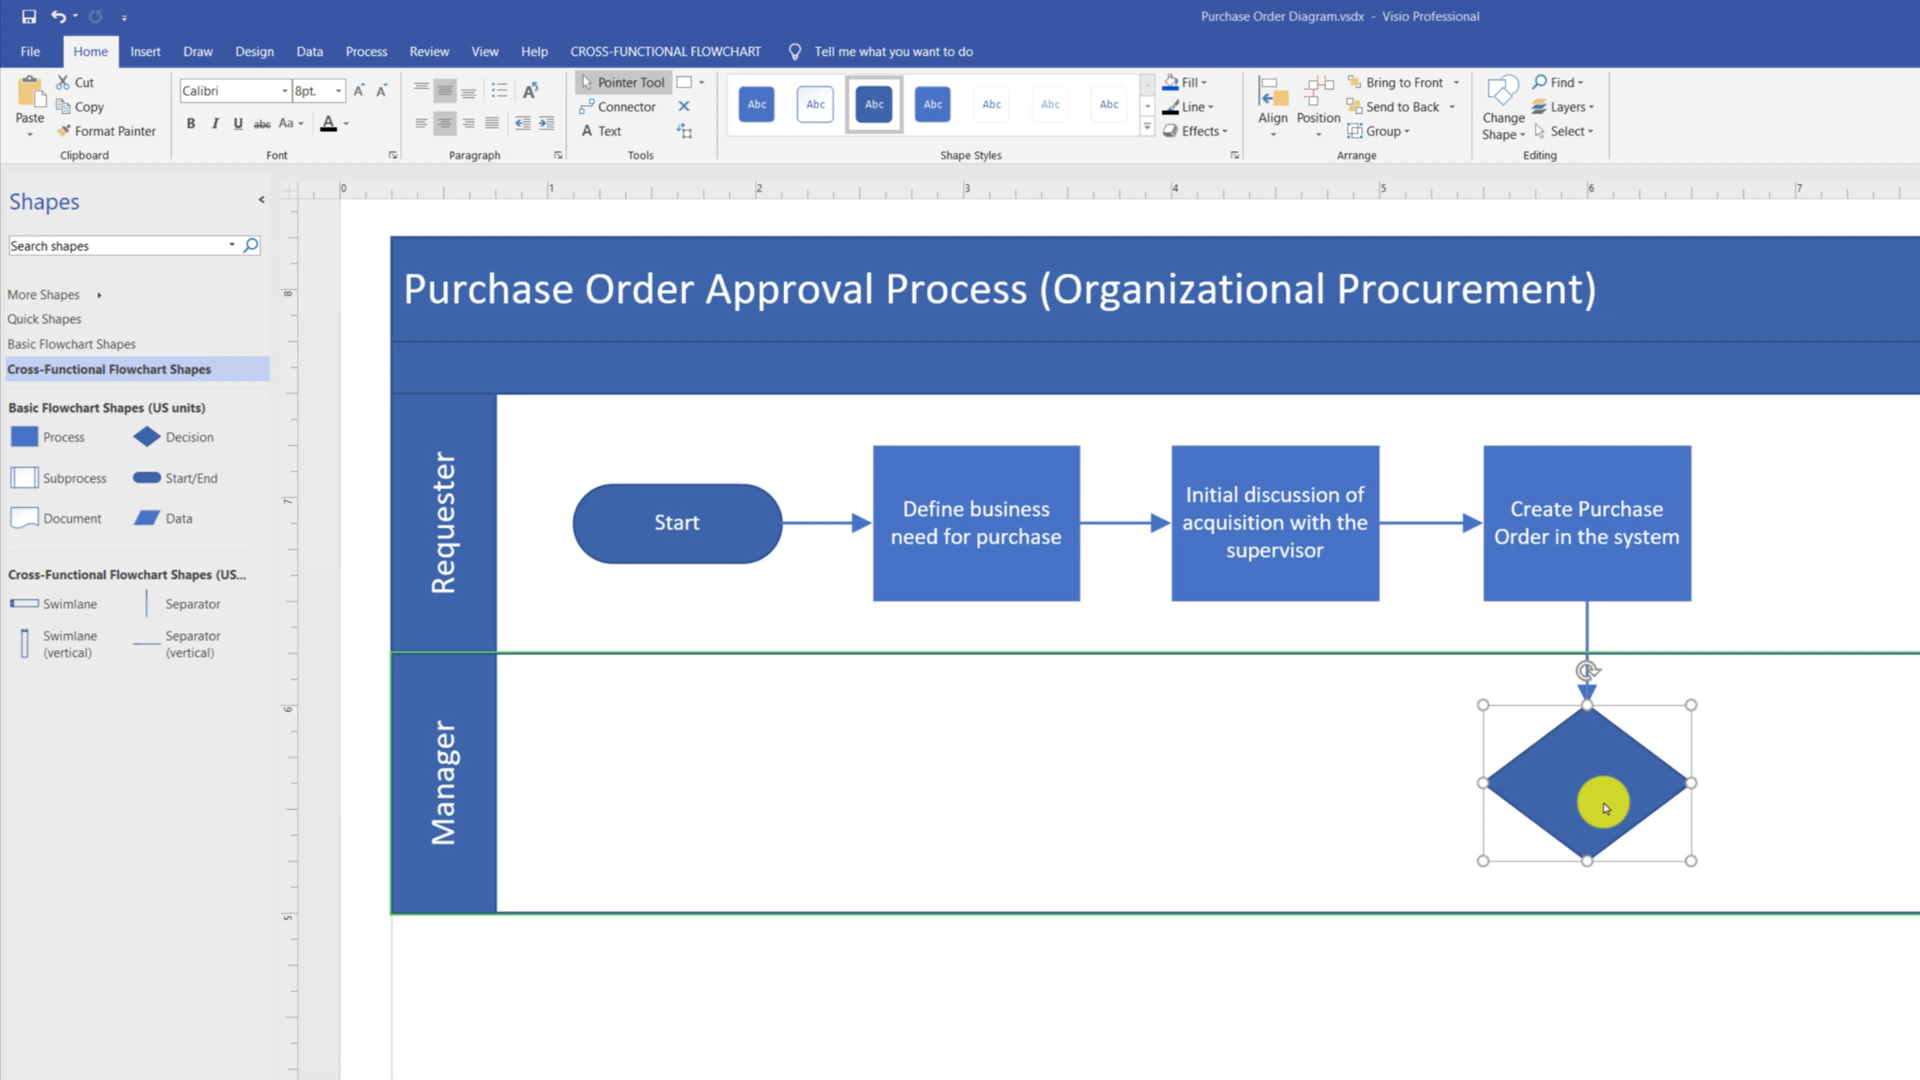 Purchase Order Diagram.vsdx - Visio Professional
File Home Insert Draw Design Data Process Review View Help CROSS-FUNCTIONAL FLOWCHART Tell me what you want to do
Paste
Cut
Copy
Format Painter
Clipboard
Calibri 8pt.
B I U abc Aa A
Font
Paragraph
Pointer Tool
Connector
A Text
Tools
Abc Abc Abc Abc Abc Abc Abc
Shape Styles
Fill
Line
Effects
Align
Position
Bring to Front
Send to Back
Group
Arrange
Change
Shape
Find
Layers
Select
Editing
Shapes
Search shapes
More Shapes
Quick Shapes
Basic Flowchart Shapes
Cross-Functional Flowchart Shapes
Basic Flowchart Shapes (US units)
Process Decision
Subprocess Start/End
Document Data
Cross-Functional Flowchart Shapes (US...
Swimlane Separator
Swimlane
(vertical)
Separator
(vertical)
0 1 2 3 4 5 6 7
8
7
6
5
Purchase Order Approval Process (Organizational Procurement)
Requester
Start
Define business
need for purchase
Initial discussion of
acquisition with the
supervisor
Create Purchase
Order in the system
Manager